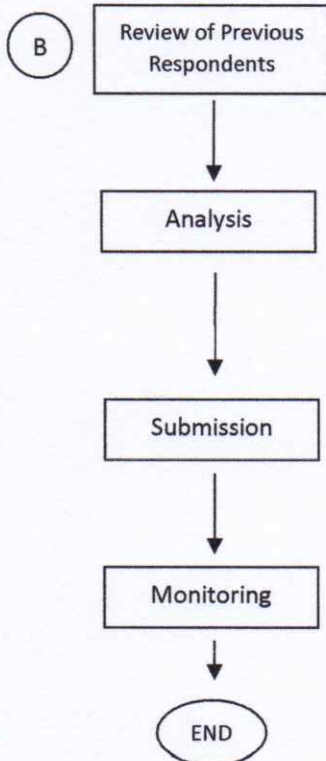 B
Review of Previous
Respondents
Analysis
Submission
Monitoring
END